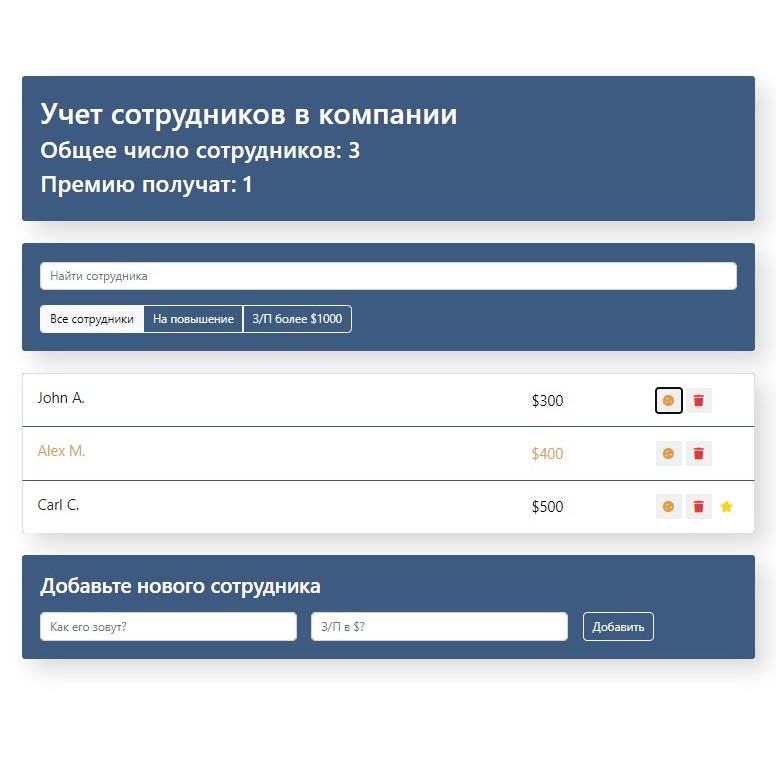 Учет сотрудников в компании
Общее число сотрудников: 3
Премию получат: 1
Найти сотрудника
Все сотрудники На повышение З/П более $1000
John A. $300
Alex M. $400
Carl C. $500
Добавьте нового сотрудника
Как его зовут? З/П в $? Добавить